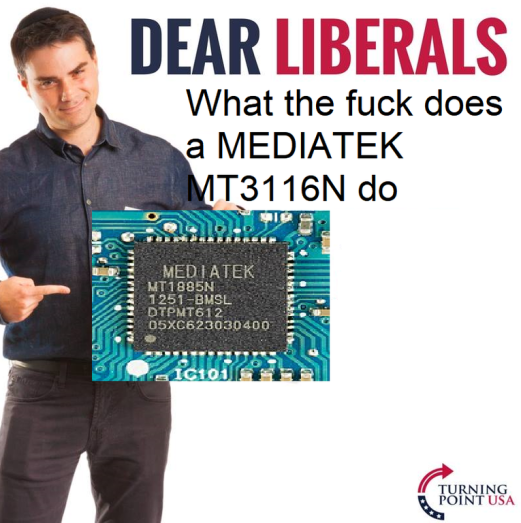 DEAR LIBERALS
What the fuck does
a MEDIATEK
MT3116N do
MEDIATEK
MT1885N
1251-BMSL
DTPMT612
05XC623030400
IC101
TURNING
POINT USA